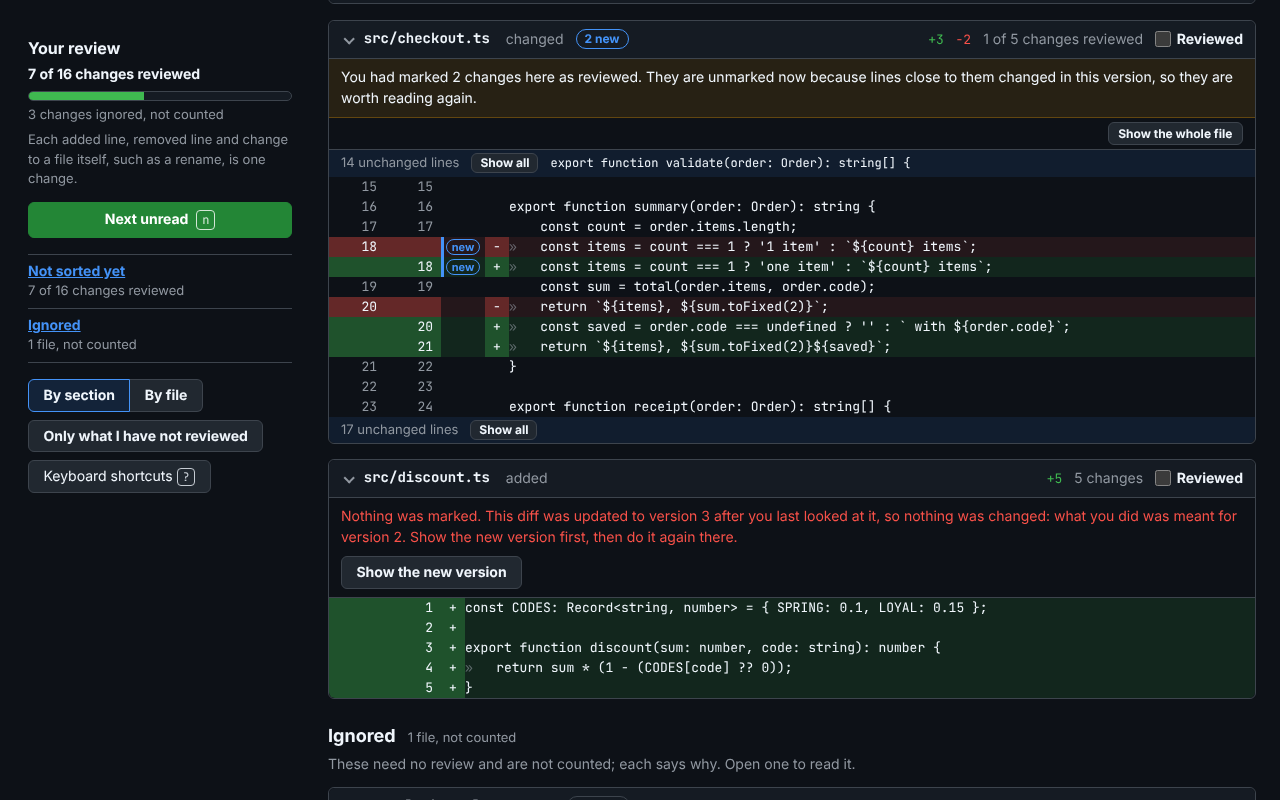 Your review
7 of 16 changes reviewed
3 changes ignored, not counted
Each added line, removed line and change
to a file itself, such as a rename, is one
change.
Next unread n
Not sorted yet
7 of 16 changes reviewed
Ignored
1 file, not counted
By section By file
Only what I have not reviewed
Keyboard shortcuts ?
src/checkout.ts changed 2 new +3 -2 1 of 5 changes reviewed Reviewed
You had marked 2 changes here as reviewed. They are unmarked now because lines close to them changed in this version, so they are
worth reading again.
Show the whole file
14 unchanged lines Show all export function validate(order: Order): string[] {
15 15
16 16 export function summary(order: Order): string {
17 17 const count = order.items.length;
18 new - » const items = count === 1 ? '1 item' : `${count} items`;
18 new + » const items = count === 1 ? 'one item' : `${count} items`;
19 19 const sum = total(order.items, order.code);
20 - » return `${items}, ${sum.toFixed(2)}`;
20 + » const saved = order.code === undefined ? '' : ` with ${order.code}`;
21 + » return `${items}, ${sum.toFixed(2)}${saved}`;
21 22 }
22 23
23 24 export function receipt(order: Order): string[] {
17 unchanged lines Show all
src/discount.ts added +5 5 changes Reviewed
Nothing was marked. This diff was updated to version 3 after you last looked at it, so nothing was changed: what you did was meant for
version 2. Show the new version first, then do it again there.
Show the new version
1 + const CODES: Record<string, number> = { SPRING: 0.1, LOYAL: 0.15 };
2 +
3 + export function discount(sum: number, code: string): number {
4 + » return sum * (1 - (CODES[code] ?? 0));
5 + }
Ignored 1 file, not counted
These need no review and are not counted; each says why. Open one to read it.